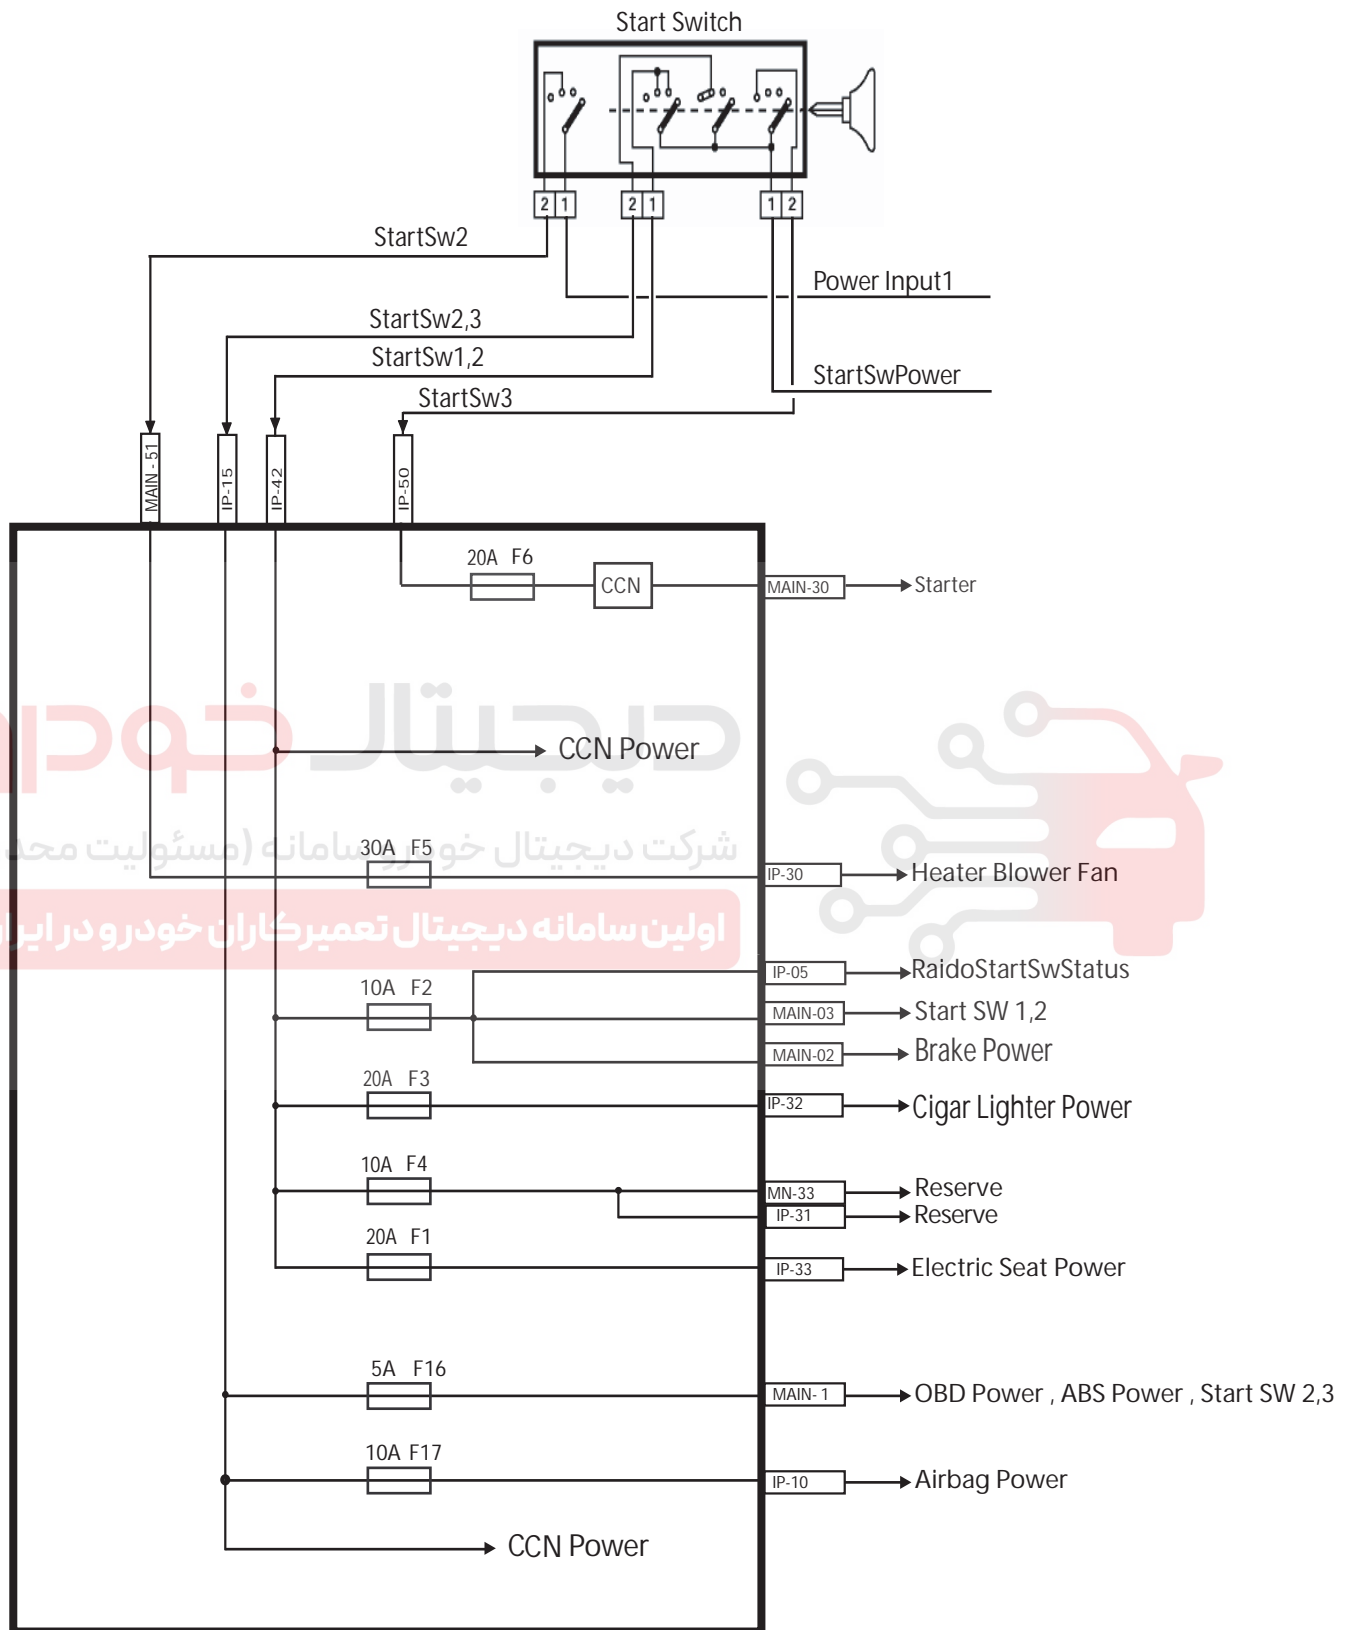 Start Switch
2 1 2 1 1 2
StartSw2
Power Input1
StartSw2,3
StartSw1,2
StartSwPower
StartSw3
MAIN - 51
IP-15
IP-42
IP-50
20A F6
CCN
MAIN-30
Starter
دیجیتال خودرو
CCN Power
شرکت دیجیتال خودرو سامانه (مسئولیت محد
30A F5
IP-30
Heater Blower Fan
اولین سامانه دیجیتال تعمیرکاران خودرو در ایران
IP-05
RaidoStartSwStatus
10A F2
MAIN-03
Start SW 1,2
MAIN-02
Brake Power
20A F3
IP-32
Cigar Lighter Power
10A F4
MN-33
Reserve
IP-31
Reserve
20A F1
IP-33
Electric Seat Power
5A F16
MAIN- 1
OBD Power , ABS Power , Start SW 2,3
10A F17
IP-10
Airbag Power
CCN Power